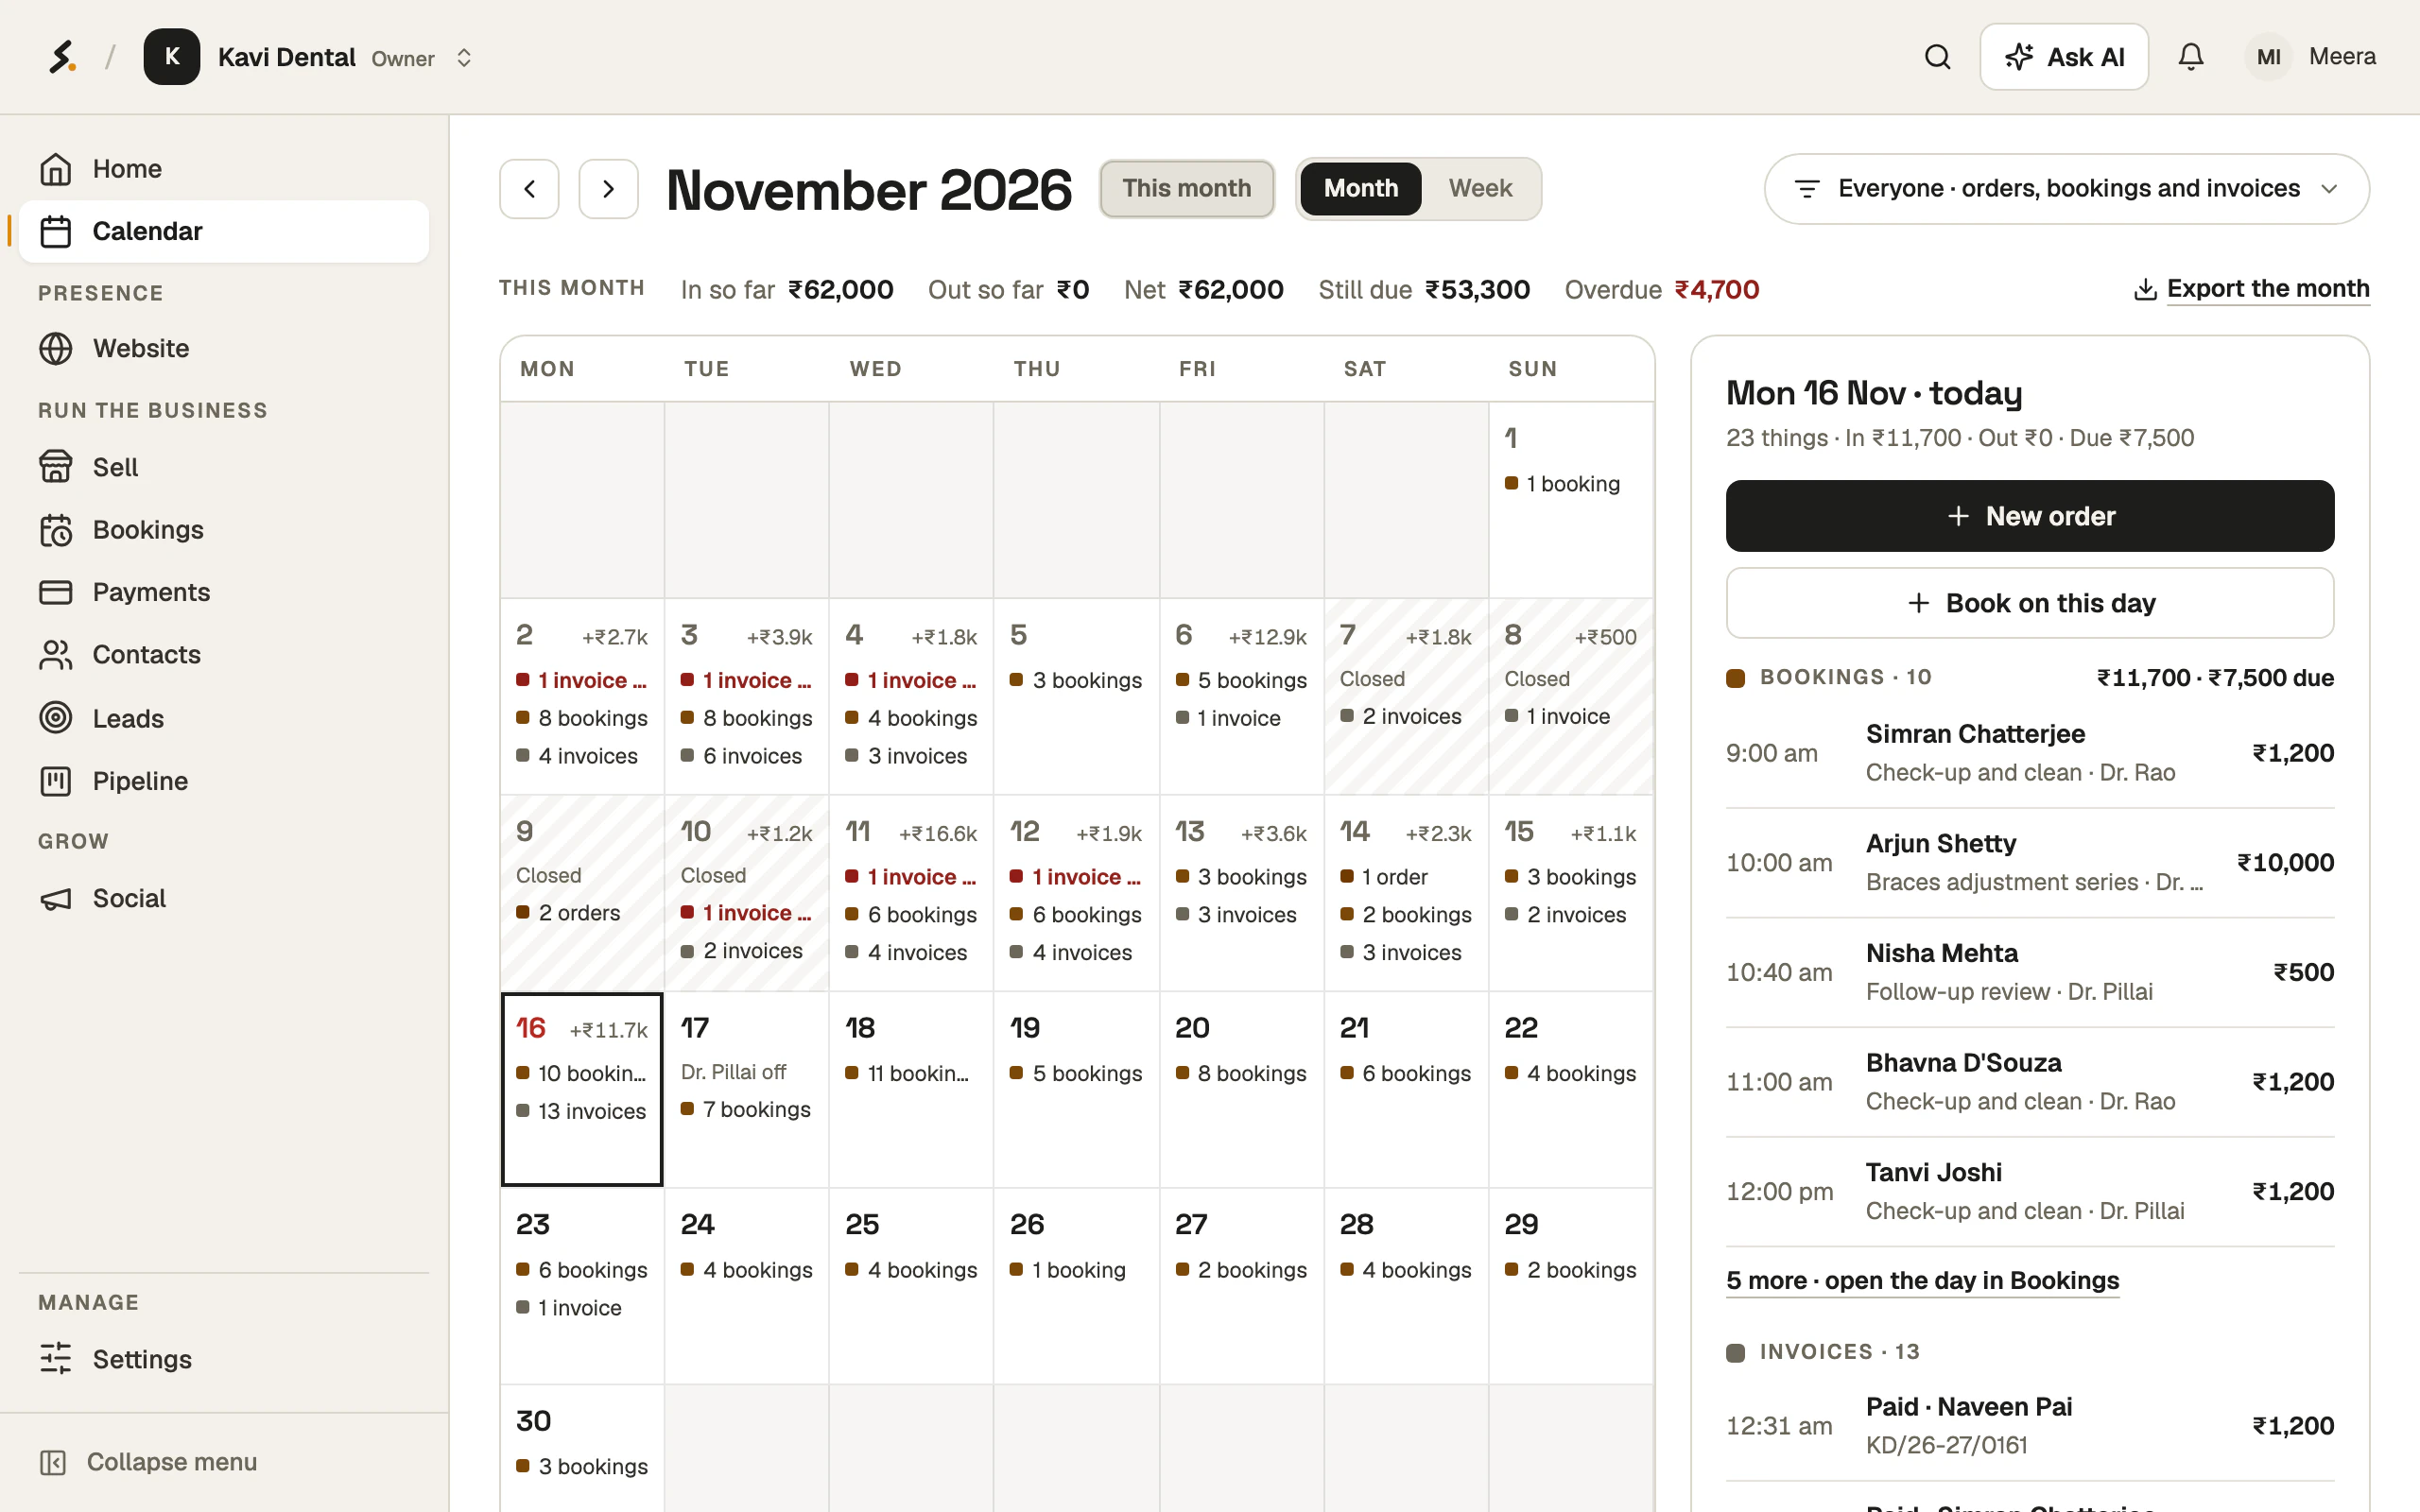 / K Kavi Dental Owner
Ask AI MI Meera
Home
Calendar
PRESENCE
Website
RUN THE BUSINESS
Sell
Bookings
Payments
Contacts
Leads
Pipeline
GROW
Social
MANAGE
Settings
Collapse menu
November 2026 This month Month Week Everyone · orders, bookings and invoices
THIS MONTH In so far ₹62,000 Out so far ₹0 Net ₹62,000 Still due ₹53,300 Overdue ₹4,700 Export the month
MON TUE WED THU FRI SAT SUN
1
1 booking
2 +₹2.7k
1 invoice ...
8 bookings
4 invoices
3 +₹3.9k
1 invoice ...
8 bookings
6 invoices
4 +₹1.8k
1 invoice ...
4 bookings
3 invoices
5
3 bookings
6 +₹12.9k
5 bookings
1 invoice
7 +₹1.8k
Closed
2 invoices
8 +₹500
Closed
1 invoice
9
Closed
2 orders
10 +₹1.2k
Closed
1 invoice ...
2 invoices
11 +₹16.6k
1 invoice ...
6 bookings
4 invoices
12 +₹1.9k
1 invoice ...
6 bookings
4 invoices
13 +₹3.6k
3 bookings
3 invoices
14 +₹2.3k
1 order
2 bookings
3 invoices
15 +₹1.1k
3 bookings
2 invoices
16 +₹11.7k
10 bookin...
13 invoices
17
Dr. Pillai off
7 bookings
18
11 bookin...
19
5 bookings
20
8 bookings
21
6 bookings
22
4 bookings
23
6 bookings
1 invoice
24
4 bookings
25
4 bookings
26
1 booking
27
2 bookings
28
4 bookings
29
2 bookings
30
3 bookings
Mon 16 Nov · today
23 things · In ₹11,700 · Out ₹0 · Due ₹7,500
+ New order
+ Book on this day
BOOKINGS · 10 ₹11,700 · ₹7,500 due
9:00 am Simran Chatterjee ₹1,200
Check-up and clean · Dr. Rao
10:00 am Arjun Shetty ₹10,000
Braces adjustment series · Dr. ...
10:40 am Nisha Mehta ₹500
Follow-up review · Dr. Pillai
11:00 am Bhavna D'Souza ₹1,200
Check-up and clean · Dr. Rao
12:00 pm Tanvi Joshi ₹1,200
Check-up and clean · Dr. Pillai
5 more · open the day in Bookings
INVOICES · 13
12:31 am Paid · Naveen Pai ₹1,200
KD/26-27/0161
Paid · Simran Chatterjee